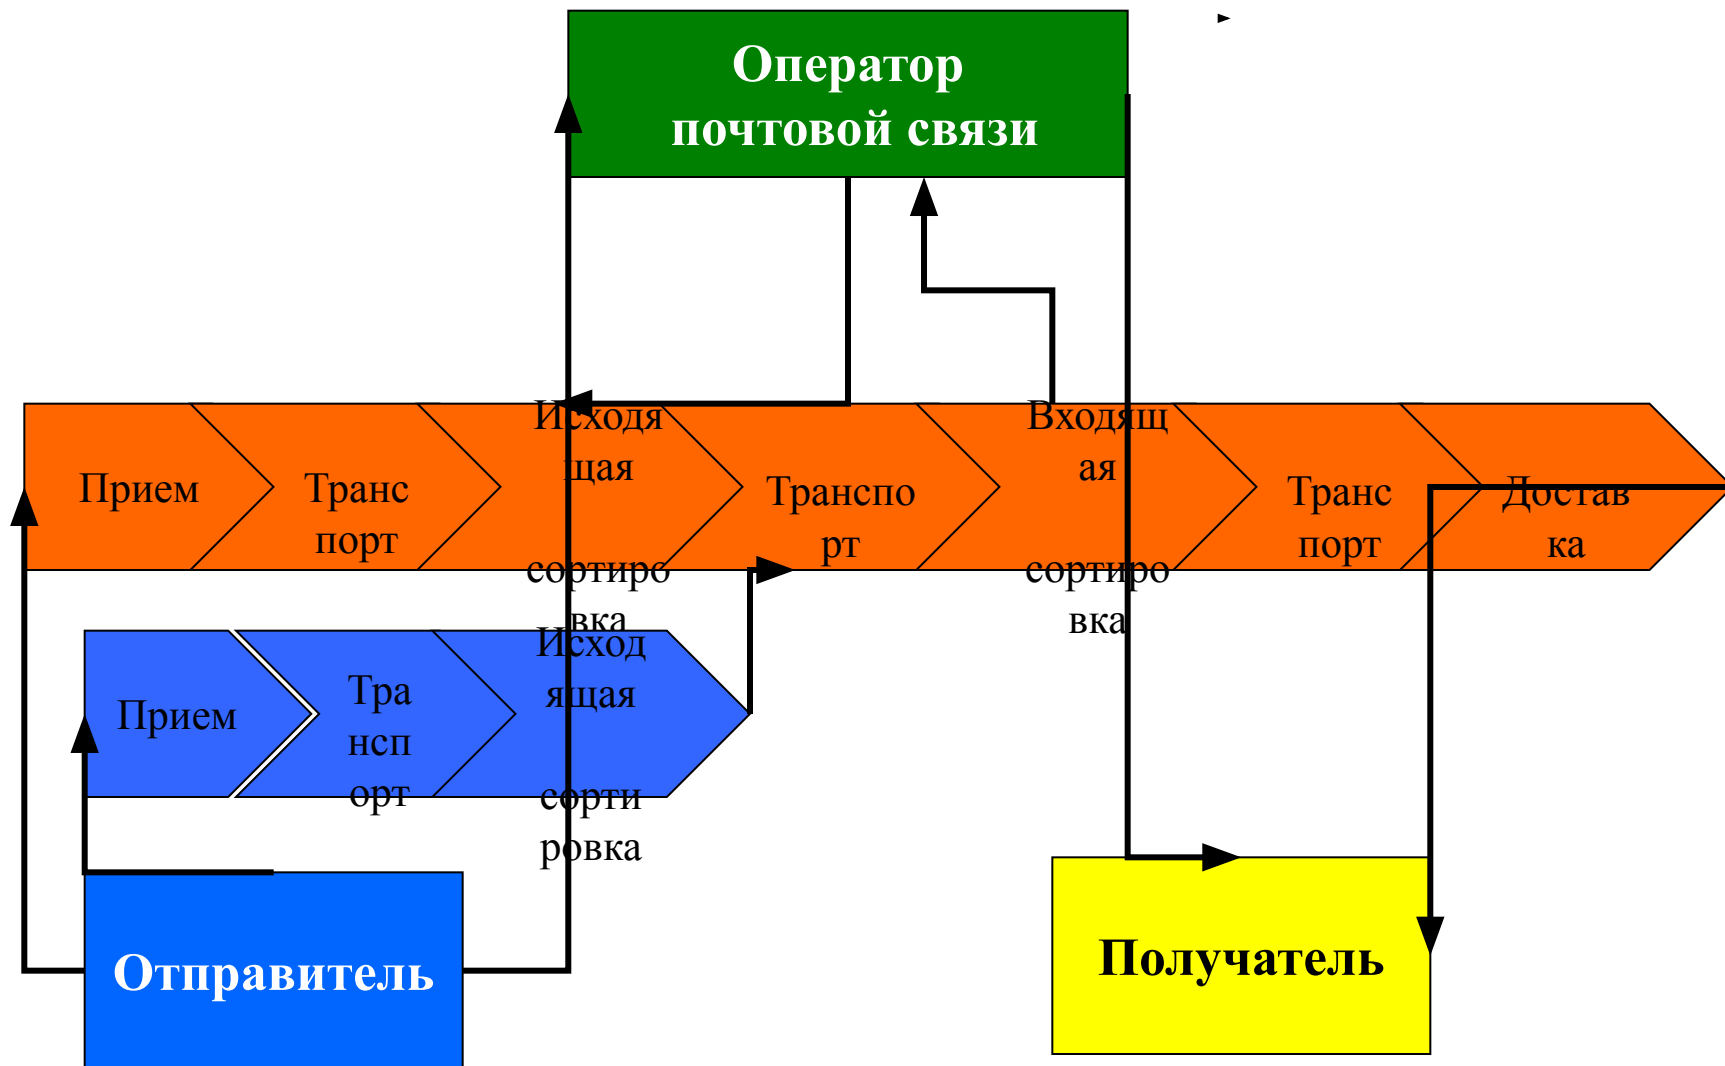 Оператор
почтовой связи
Прием
Транс
порт
Исходя
щая
сортиро
вка
Транспо
рт
Входящ
ая
сортиро
вка
Транс
порт
Достав
ка
Прием
Тра
нсп
орт
Исход
ящая
сорти
ровка
Отправитель
Получатель